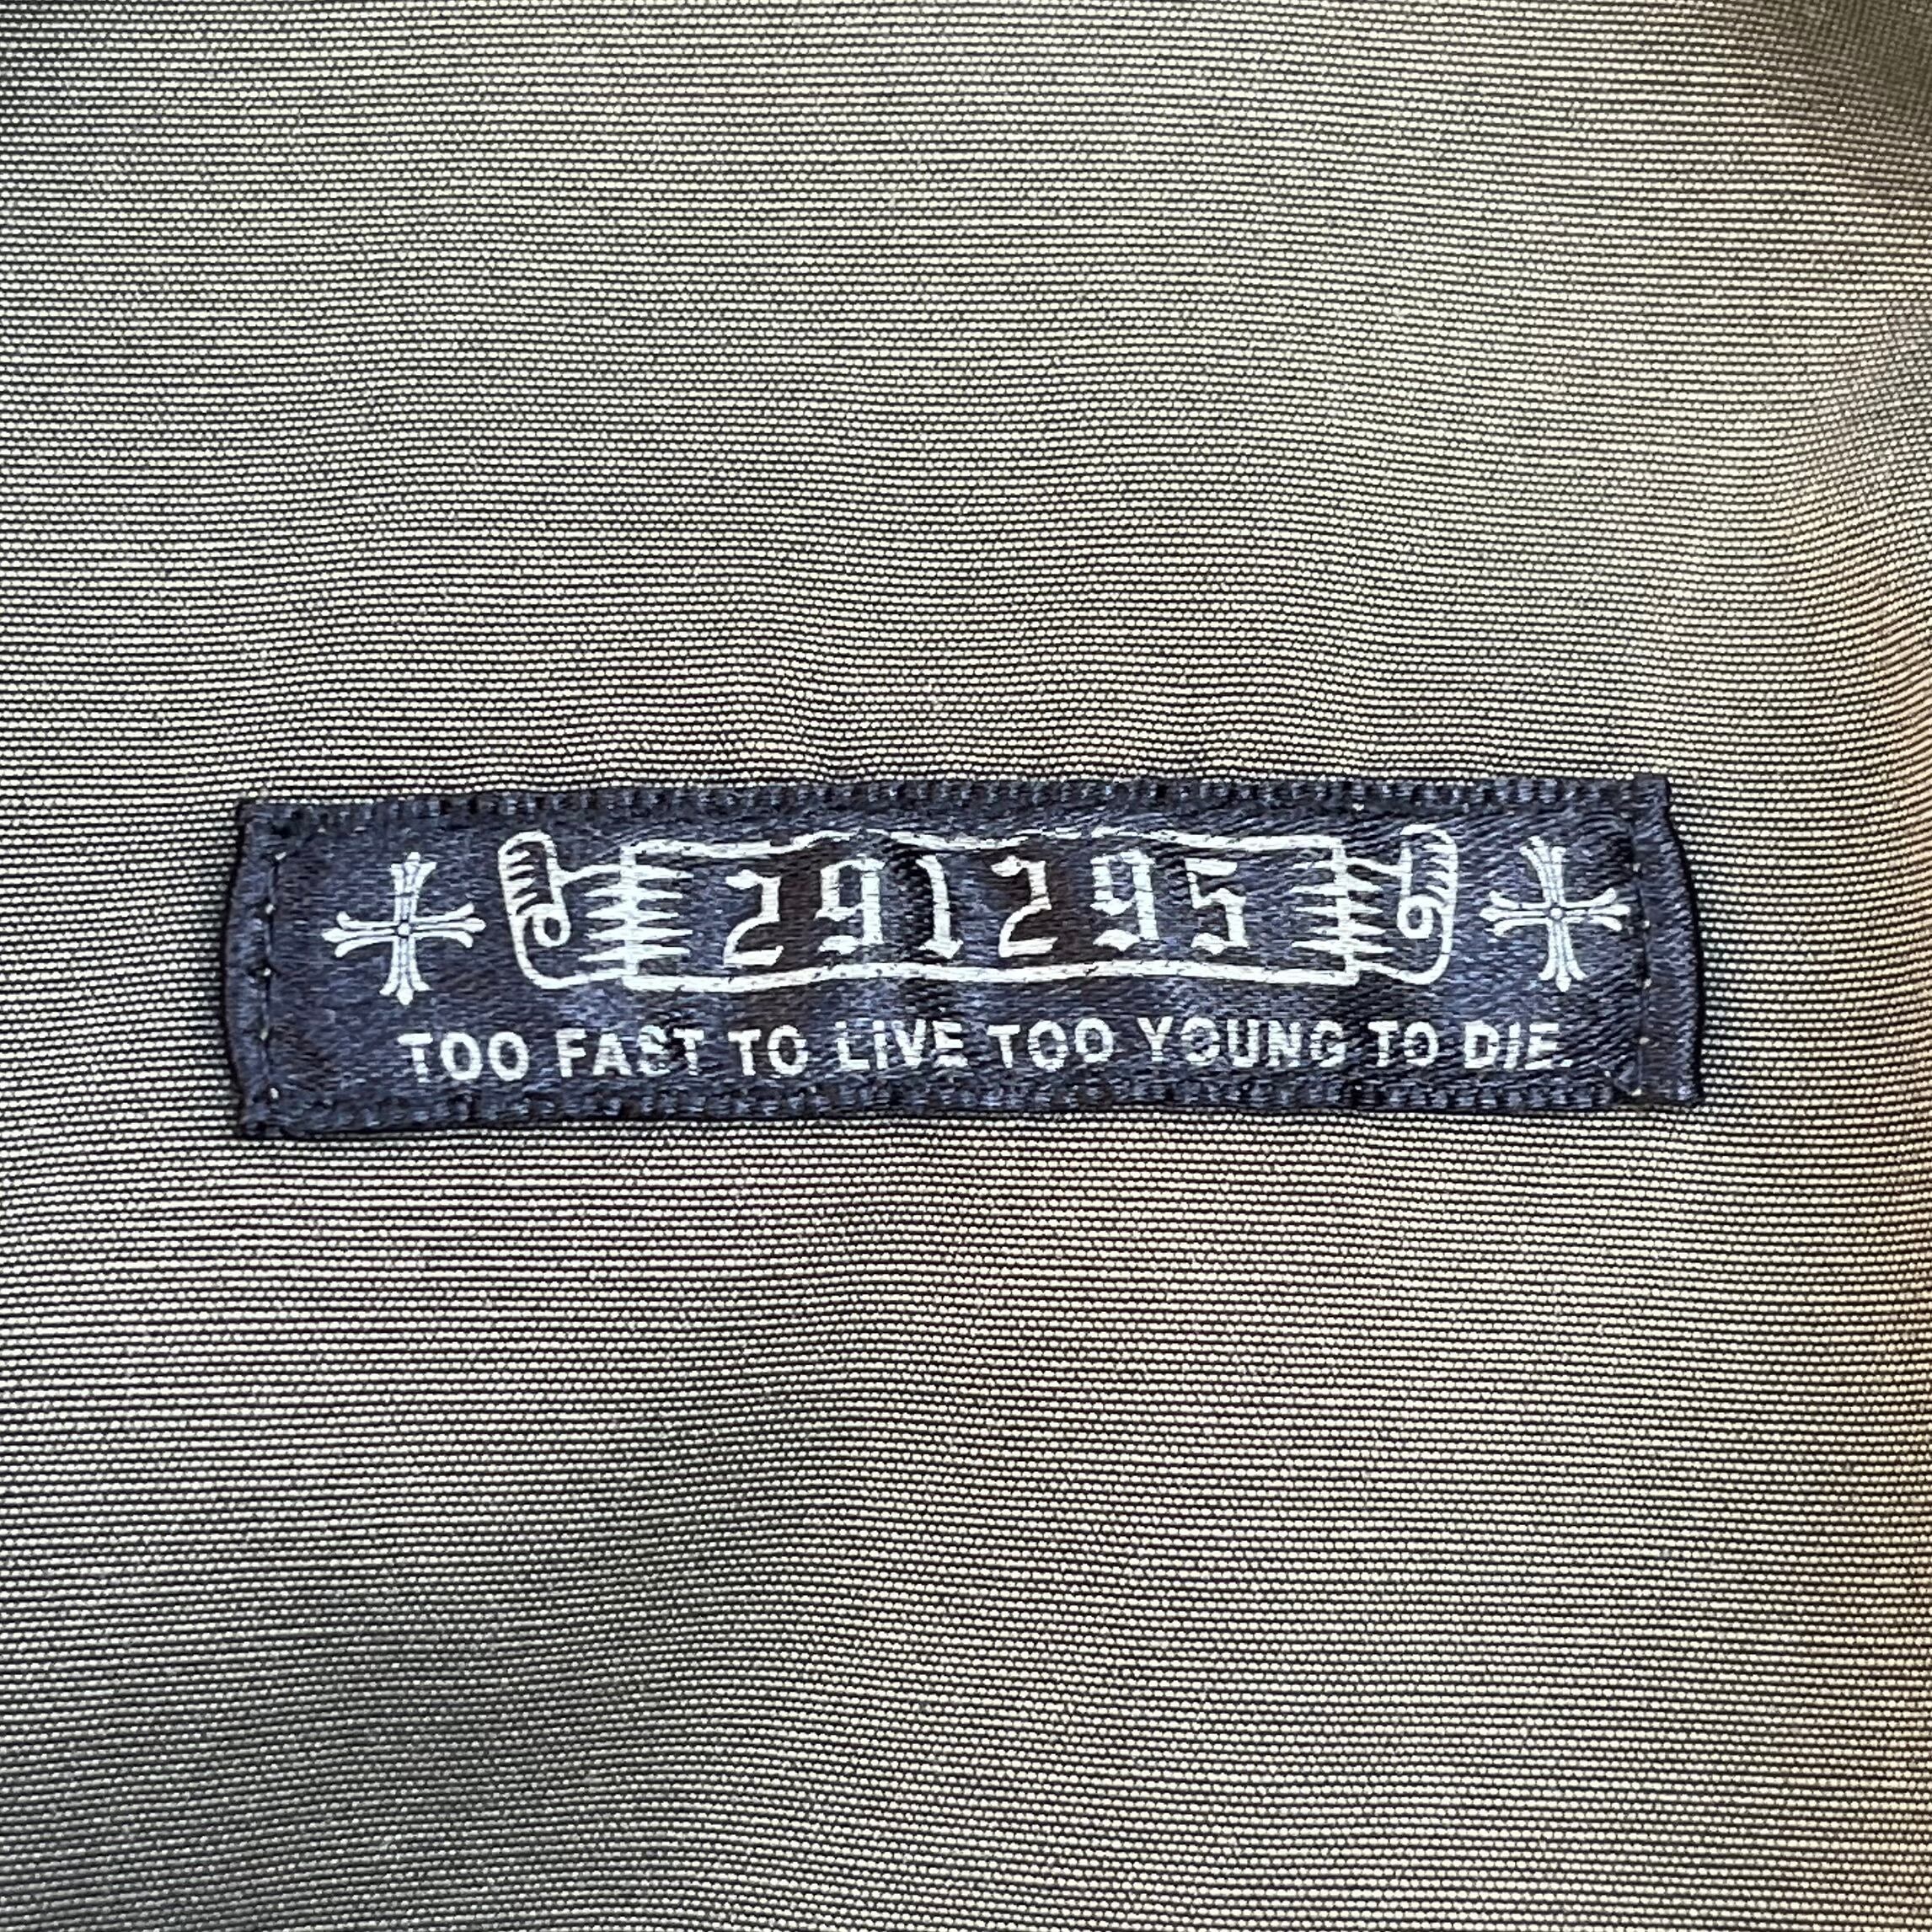 291295
TOO FAST TO LiVE TOO YOUNG TO DIE.